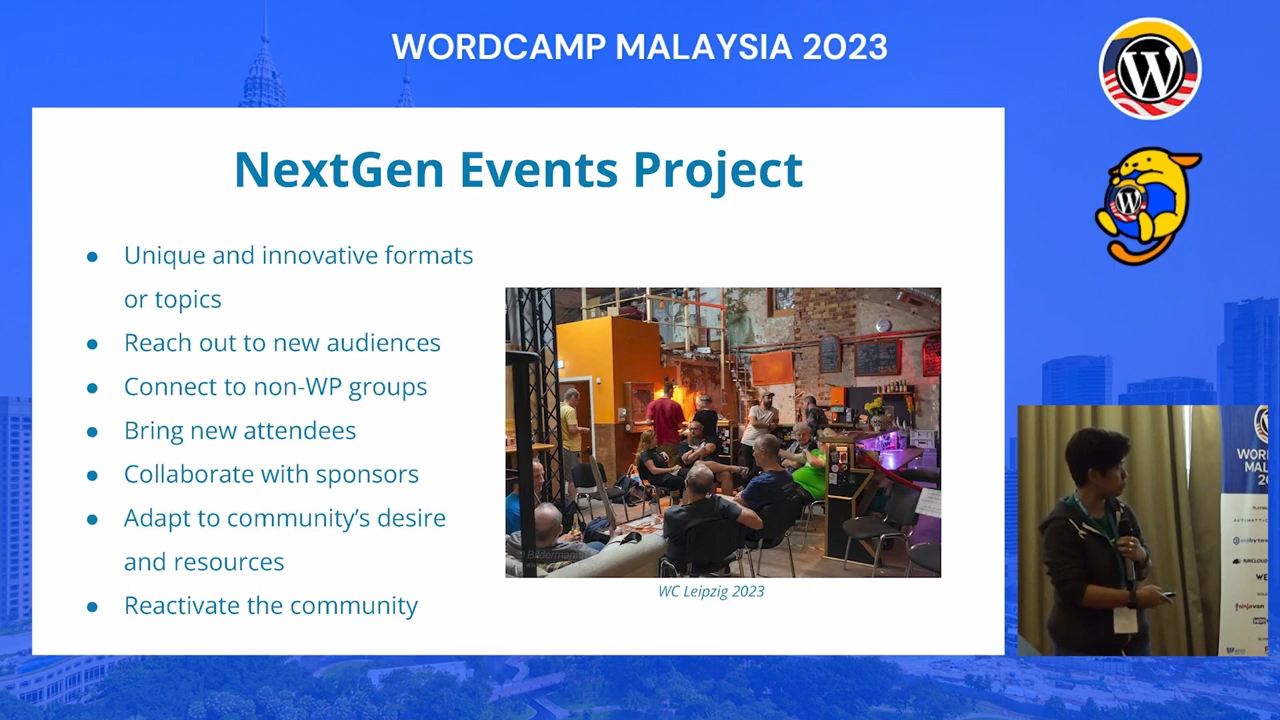 WORDCAMP MALAYSIA 2023
NextGen Events Project
● Unique and innovative formats
or topics
● Reach out to new audiences
● Connect to non-WP groups
● Bring new attendees
● Collaborate with sponsors
● Adapt to community's desire
and resources
● Reactivate the community
WC Leipzig 2023
W
W
ninjavan